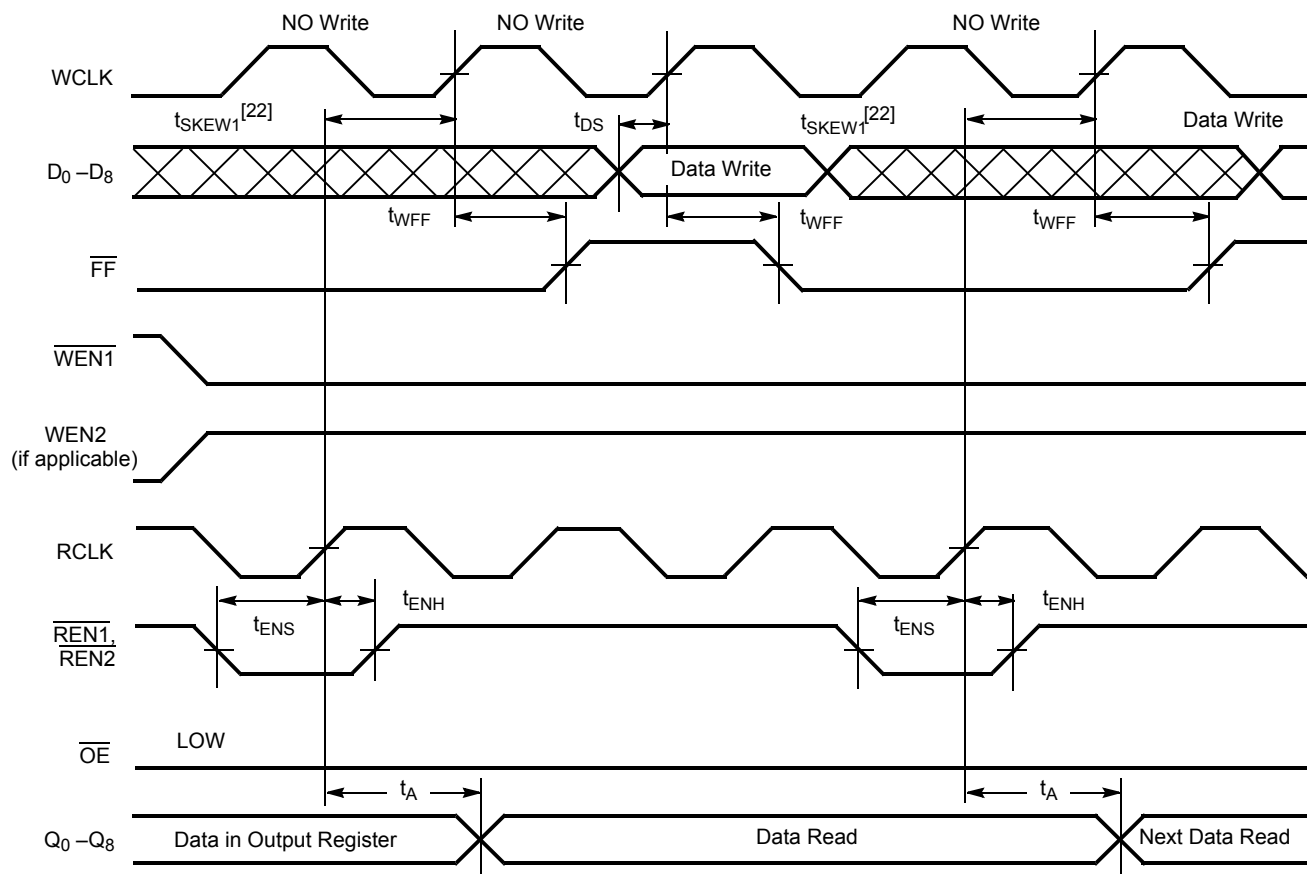 NO Write NO Write NO Write
WCLK
tSKEW1[22] tDS tSKEW1[22] Data Write
D0 –D8 Data Write
tWFF tWFF tWFF
FF
WEN1
WEN2
(if applicable)
RCLK
tENS tENH tENS tENH
REN1,
REN2
LOW
OE
tA tA
Q0 –Q8 Data in Output Register Data Read Next Data Read